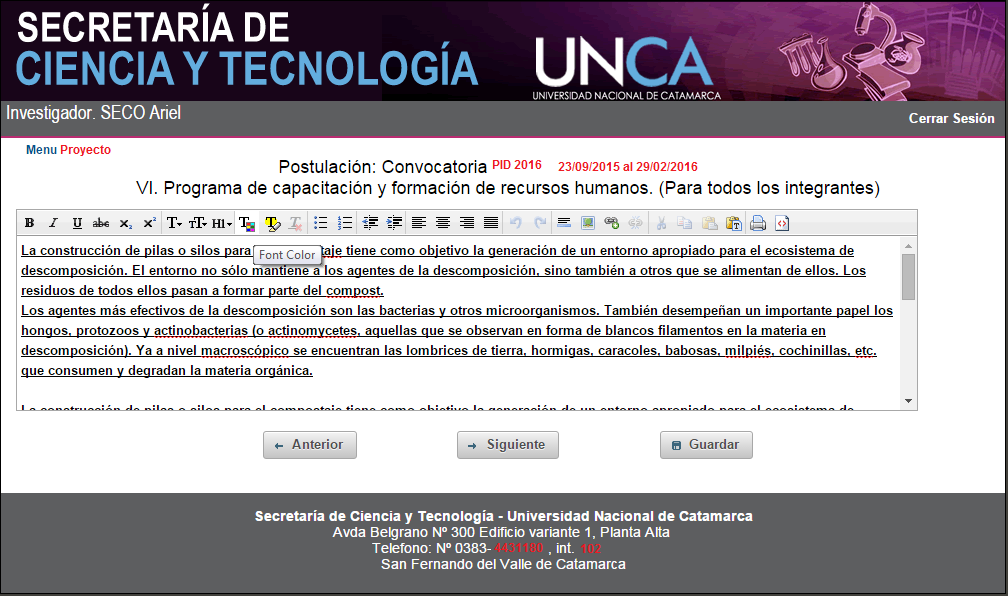 SECRETARÍA DE
CIENCIA Y TECNOLOGÍA
UNCA
UNIVERSIDAD NACIONAL DE CATAMARCA
Investigador. SECO Ariel
Cerrar Sesión
Menu Proyecto
Postulación: Convocatoria PID 2016 23/09/2015 al 29/02/2016
VI. Programa de capacitación y formación de recursos humanos. (Para todos los integrantes)
B I U abc x₂ x² T tT H1 T T T
La construcción de pilas o silos para taje tiene como objetivo la generación de un entorno apropiado para el ecosistema de
Font Color
descomposición. El entorno no sólo mantiene a los agentes de la descomposición, sino también a otros que se alimentan de ellos. Los
residuos de todos ellos pasan a formar parte del compost.
Los agentes más efectivos de la descomposición son las bacterias y otros microorganismos. También desempeñan un importante papel los
hongos, protozoos y actinobacterias (o actinomycetes, aquellas que se observan en forma de blancos filamentos en la materia en
descomposición). Ya a nivel macroscópico se encuentran las lombrices de tierra, hormigas, caracoles, babosas, milpiés, cochinillas, etc.
que consumen y degradan la materia orgánica.
La construcción de pilas o silos para el compostaje tiene como objetivo la generación de un entorno apropiado para el ecosistema de
Anterior
Siguiente
Guardar
Secretaría de Ciencia y Tecnología - Universidad Nacional de Catamarca
Avda Belgrano Nº 300 Edificio variante 1, Planta Alta
Telefono: Nº 0383- 4431180 , int. 102
San Fernando del Valle de Catamarca